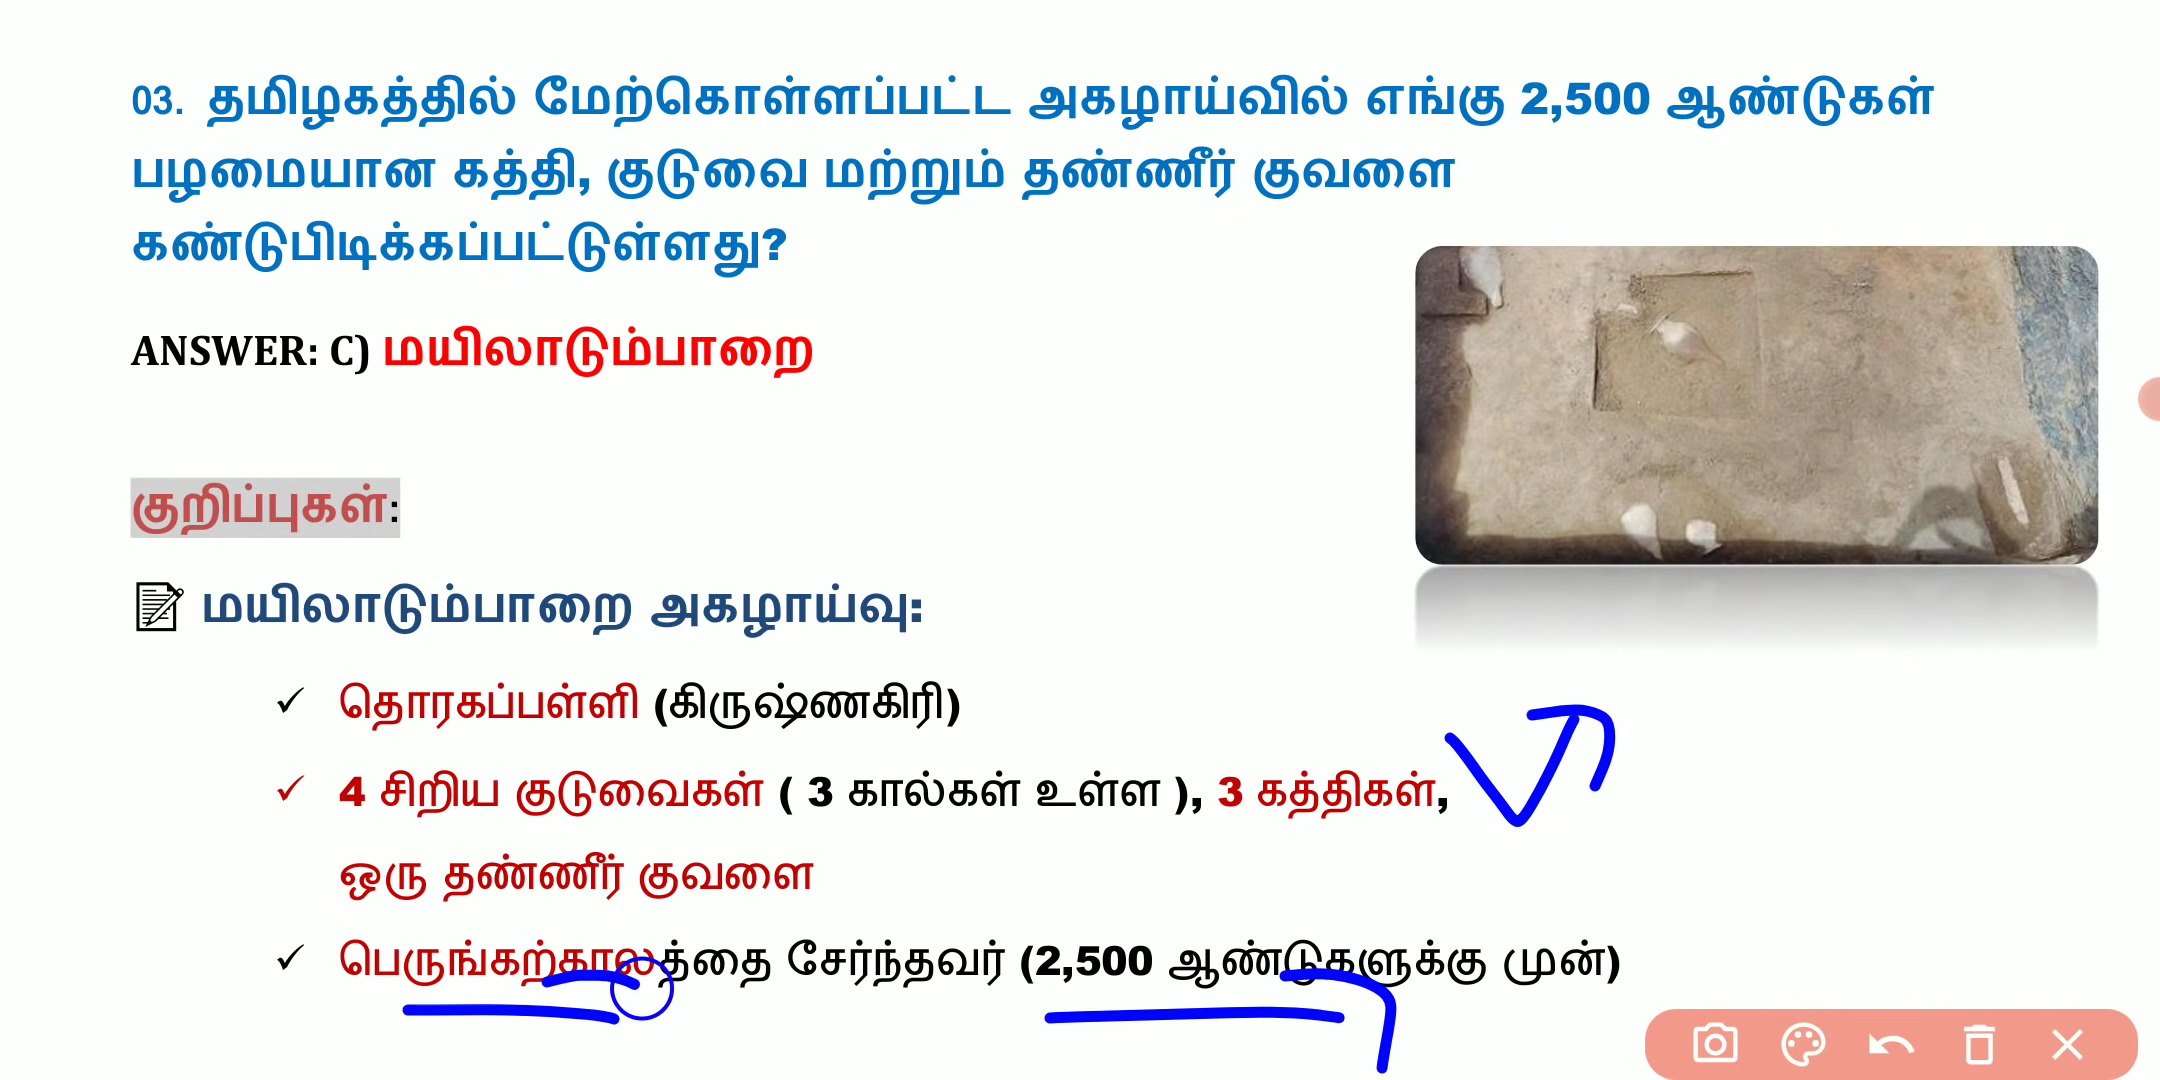 03. தமிழகத்தில் மேற்கொள்ளப்பட்ட அகழாய்வில் எங்கு 2,500 ஆண்டுகள்
பழமையான கத்தி, குடுவை மற்றும் தண்ணீர் குவளை
கண்டுபிடிக்கப்பட்டுள்ளது?
ANSWER: C) மயிலாடும்பாறை
குறிப்புகள்:
மயிலாடும்பாறை அகழாய்வு:
✓ தொரகப்பள்ளி (கிருஷ்ணகிரி)
✓ 4 சிறிய குடுவைகள் ( 3 கால்கள் உள்ள ), 3 கத்திகள்,
ஒரு தண்ணீர் குவளை
✓ பெருங்கற்காலத்தை சேர்ந்தவர் (2,500 ஆண்டுகளுக்கு முன்)